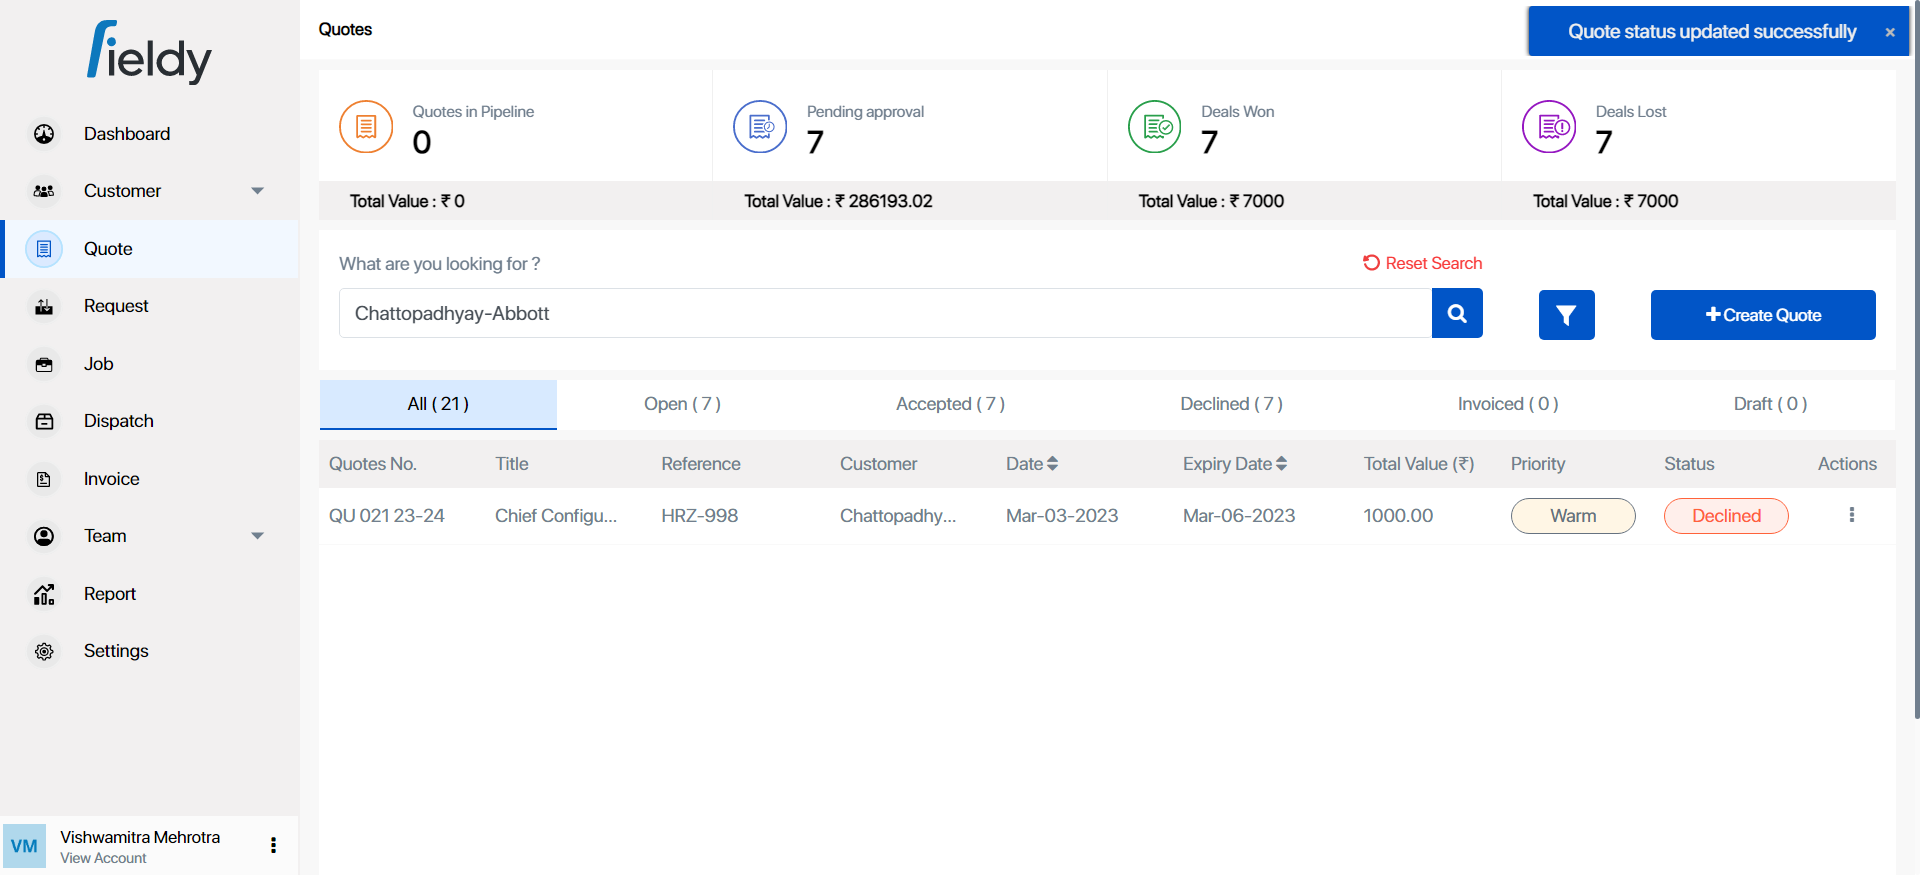 fieldy
Dashboard
Customer
Quote
Request
Job
Dispatch
Invoice
Team
Report
Settings
VM
Vishwamitra Mehrotra
View Account
Quotes
Quote status updated successfully ×
Quotes in Pipeline
0
Total Value : ₹ 0
Pending approval
7
Total Value : ₹ 286193.02
Deals Won
7
Total Value : ₹ 7000
Deals Lost
7
Total Value : ₹ 7000
What are you looking for ?
Reset Search
Chattopadhyay-Abbott
Create Quote
All ( 21 ) Open ( 7 ) Accepted ( 7 ) Declined ( 7 ) Invoiced ( 0 ) Draft ( 0 )
Quotes No. Title Reference Customer Date Expiry Date Total Value (₹) Priority Status Actions
QU 021 23-24 Chief Configu... HRZ-998 Chattopadhy... Mar-03-2023 Mar-06-2023 1000.00 Warm Declined